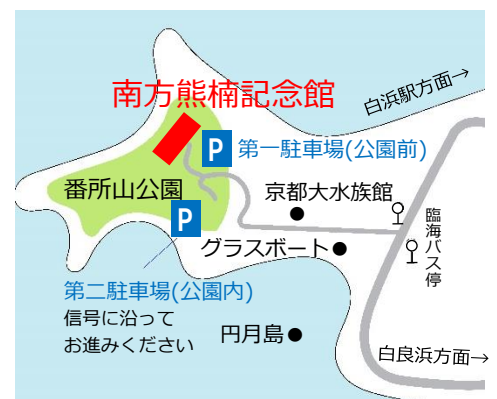 南方熊楠記念館
白浜駅方面→
P 第一駐車場(公園前)
番所山公園
京都大水族館
P
臨海バス停
グラスボート
第二駐車場(公園内)
信号に沿って
お進みください
円月島
白良浜方面→